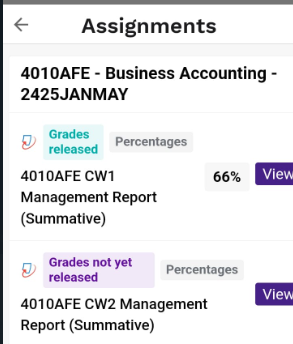 Assignments
4010AFE - Business Accounting -
2425JANMAY
Grades
released
Percentages
4010AFE CW1
Management Report
(Summative)
66%
View
Grades not yet
released
Percentages
4010AFE CW2 Management
Report (Summative)
View